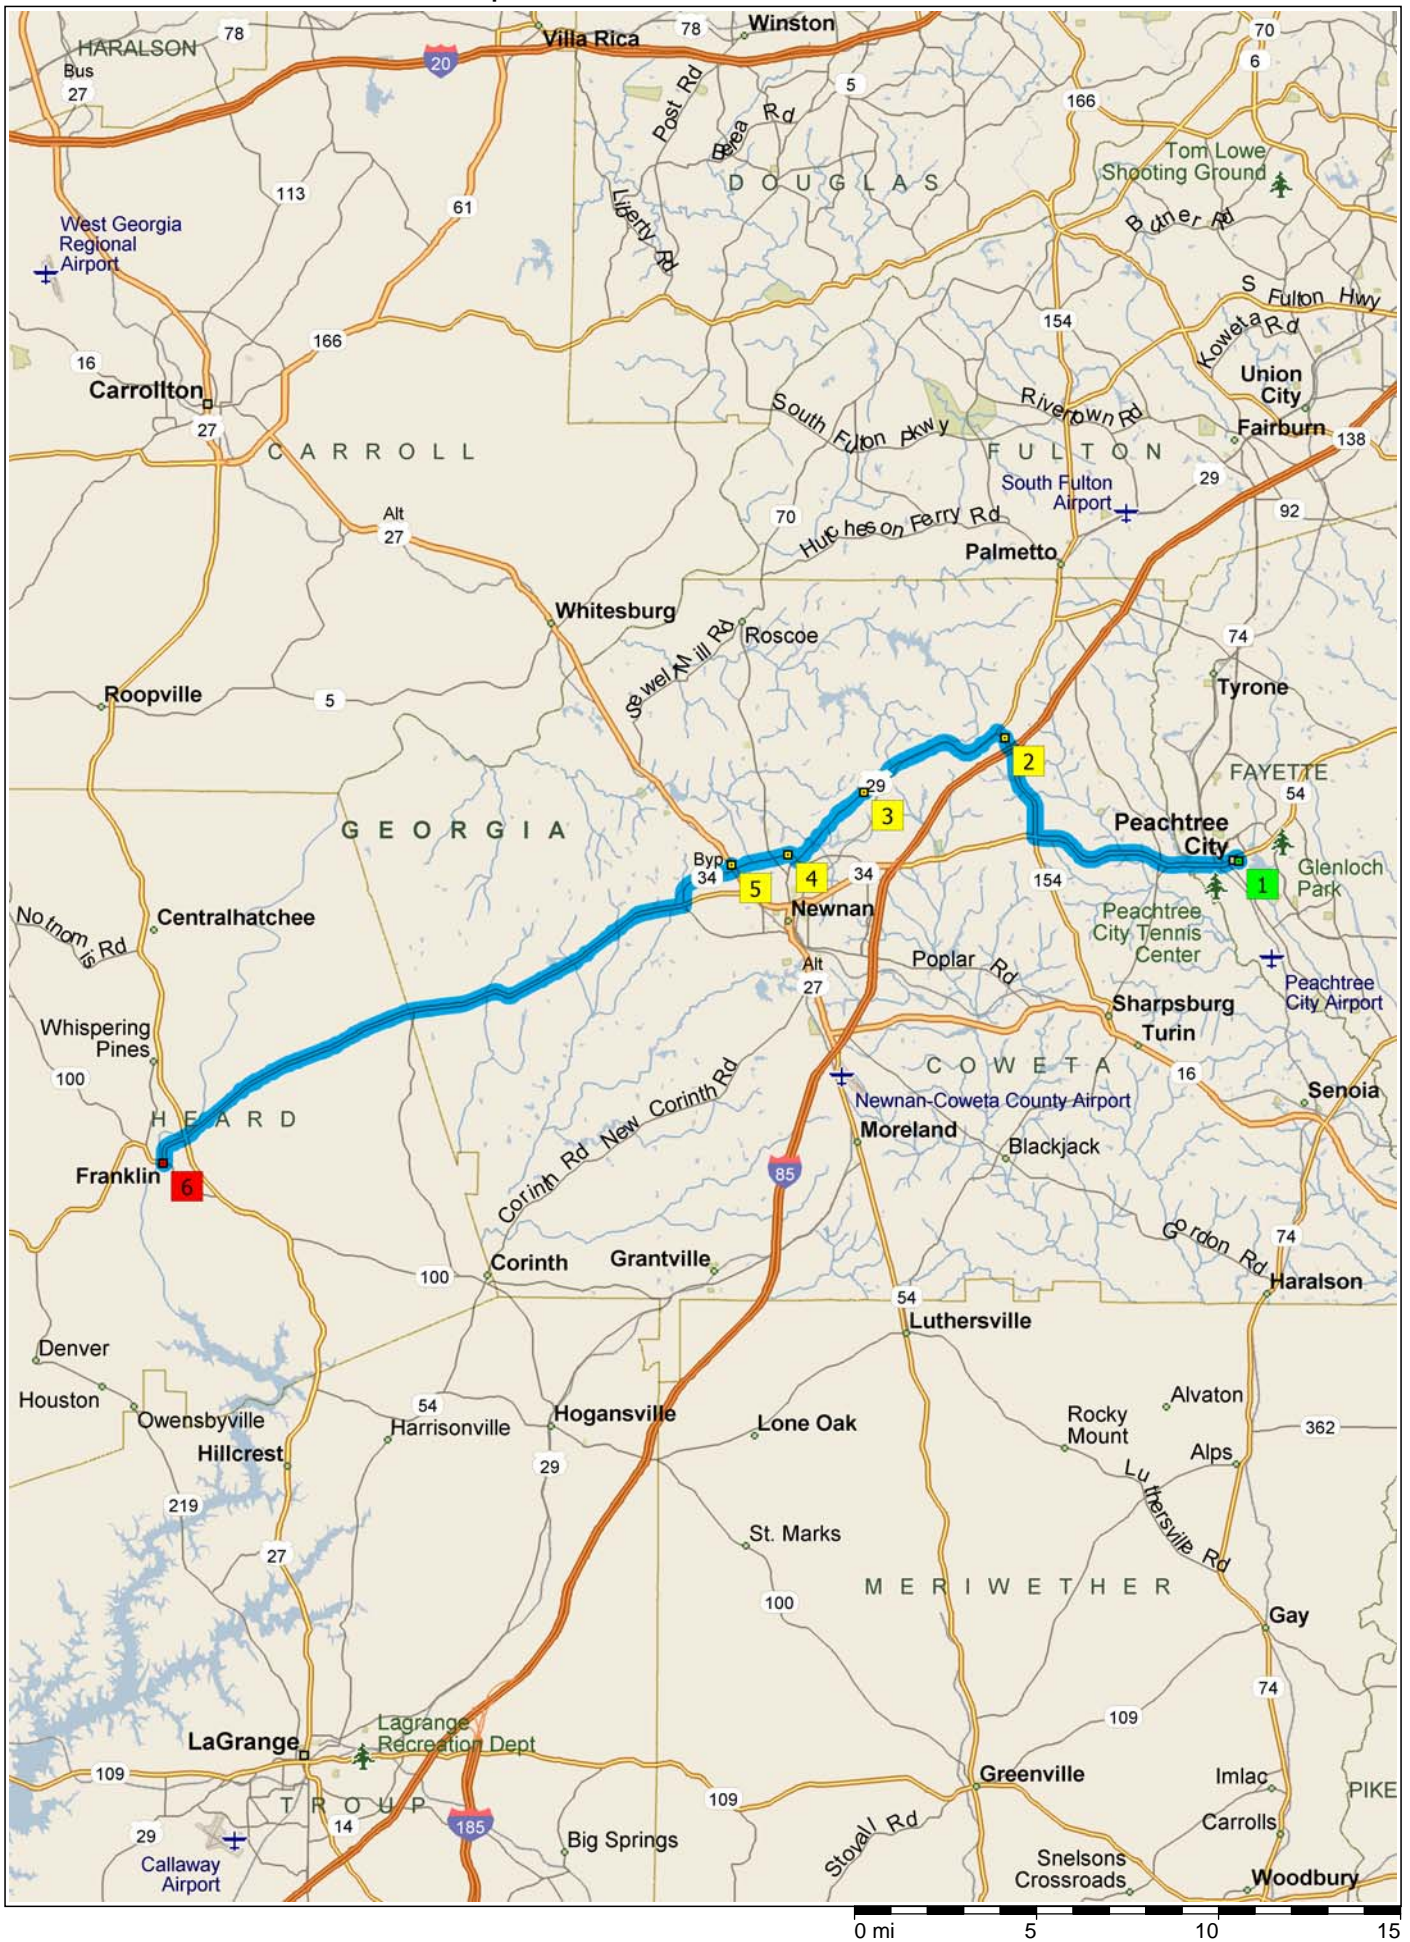 HARALSON
78
Villa Rica
78
Winston
70
Bus
27
20
6
5
Post Rd
Berea Rd
166
Tom Lowe
Shooting Ground
DOUGLAS
113
61
Liberty Rd
Butner Rd
West Georgia
Regional
Airport
S Fulton Hwy
154
Koweta Rd
166
16
Union
City
Carrollton
27
South Fulton Pkwy
Rivertown Rd
Fairburn
138
CARROLL
FULTON
29
South Fulton
Airport
Alt
27
70
Hutcheson Ferry Rd
92
Palmetto
Whitesburg
Roscoe
74
Sewell Mill Rd
Roopville
5
Tyrone
2
FAYETTE
54
29
3
GEORGIA
Peachtree
City
Byp
34
5
4
34
154
1
Glenloch
Park
Newnan
Peachtree
City Tennis
Center
Centralhatchee
Notnomis Rd
Alt
27
Poplar Rd
Peachtree
City Airport
Sharpsburg
Turin
Whispering
Pines
100
COWETA
16
Senoia
Newnan-Coweta County Airport
HEARD
Corinth Rd New Corinth Rd
Moreland
Blackjack
Franklin
6
85
Gordon Rd
74
Corinth
Grantville
100
Haralson
54
Luthersville
Denver
Houston
Owensbyville
54
Harrisonville
Hogansville
Lone Oak
Rocky
Mount
Alvaton
362
Alps
Hillcrest
29
Luthersville Rd
219
St. Marks
27
MERIWETHER
100
Gay
74
109
LaGrange
Lagrange
Recreation Dept
109
Greenville
Imlac
PIKE
109
TROUP
14
185
29
Stovall Rd
Carrolls
Big Springs
Callaway
Airport
Snelsons
Crossroads
Woodbury
0 mi 5 10 15